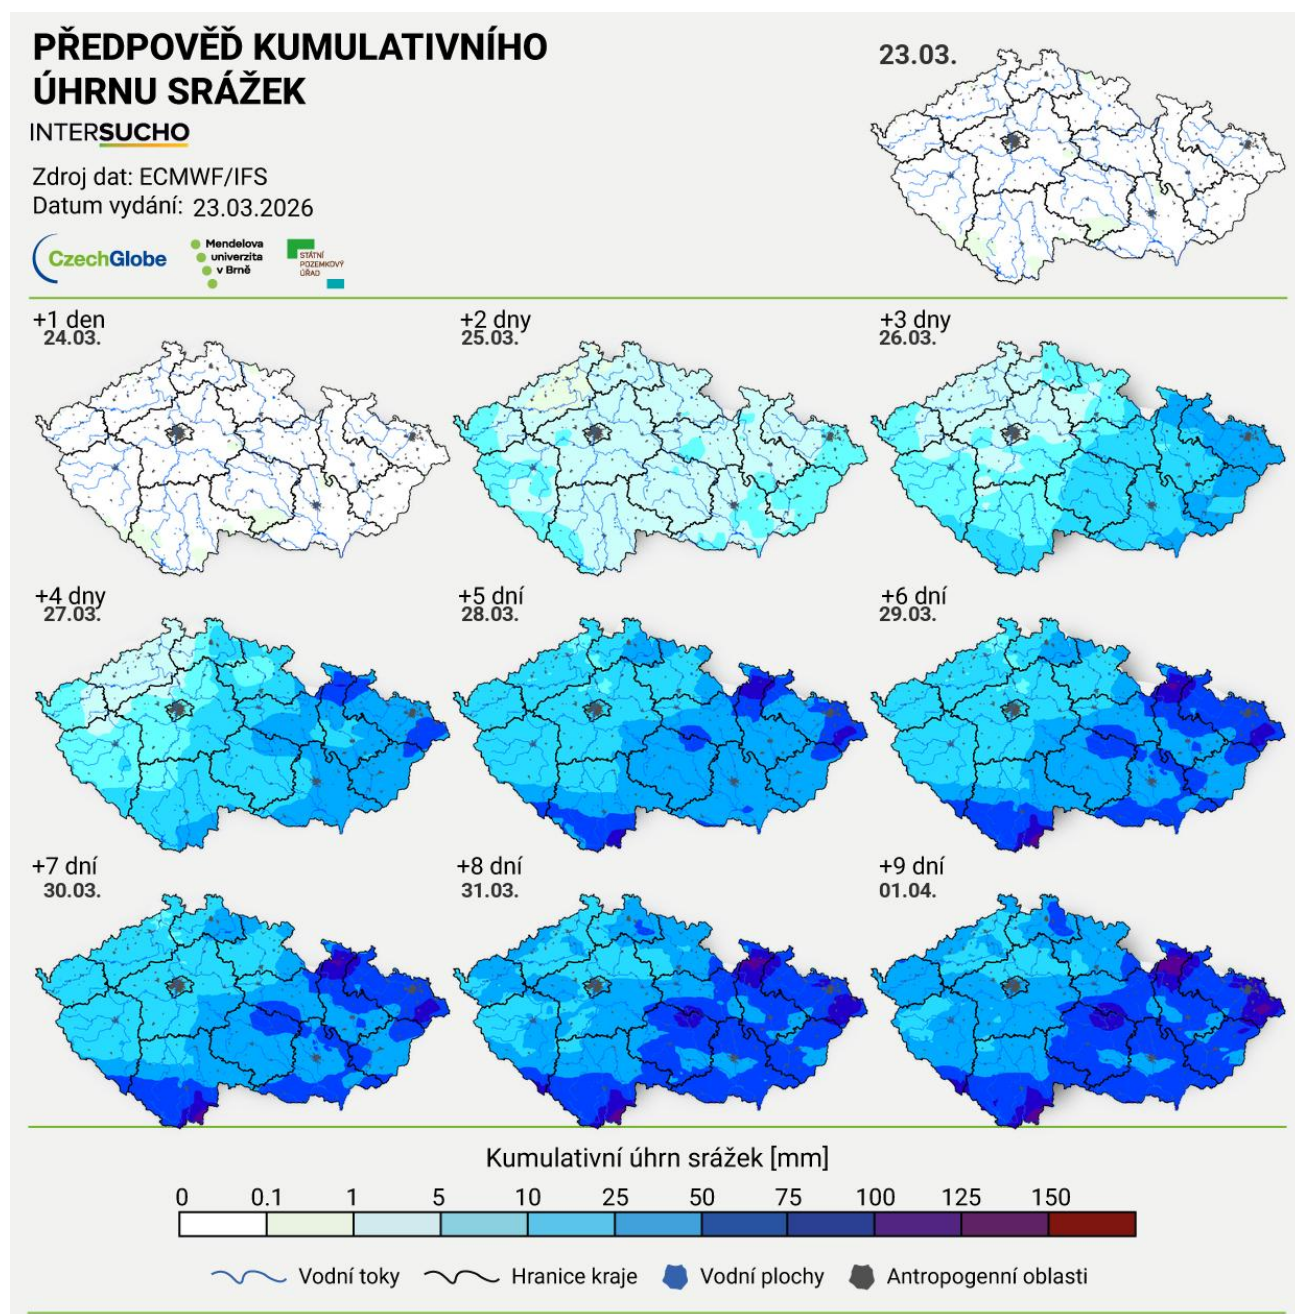 PŘEDPOVĚĎ KUMULATIVNÍHO
ÚHRNU SRÁŽEK
INTERSUCHO
Zdroj dat: ECMWF/IFS
Datum vydání: 23.03.2026
CzechGlobe
Mendelova
univerzita
v Brně
STÁTNÍ
POZEMKOVÝ
ÚŘAD
23.03.
+1 den
24.03.
+2 dny
25.03.
+3 dny
26.03.
+4 dny
27.03.
+5 dní
28.03.
+6 dní
29.03.
+7 dní
30.03.
+8 dní
31.03.
+9 dní
01.04.
Kumulativní úhrn srážek [mm]
0 0.1 1 5 10 25 50 75 100 125 150
Vodní toky Hranice kraje Vodní plochy Antropogenní oblasti